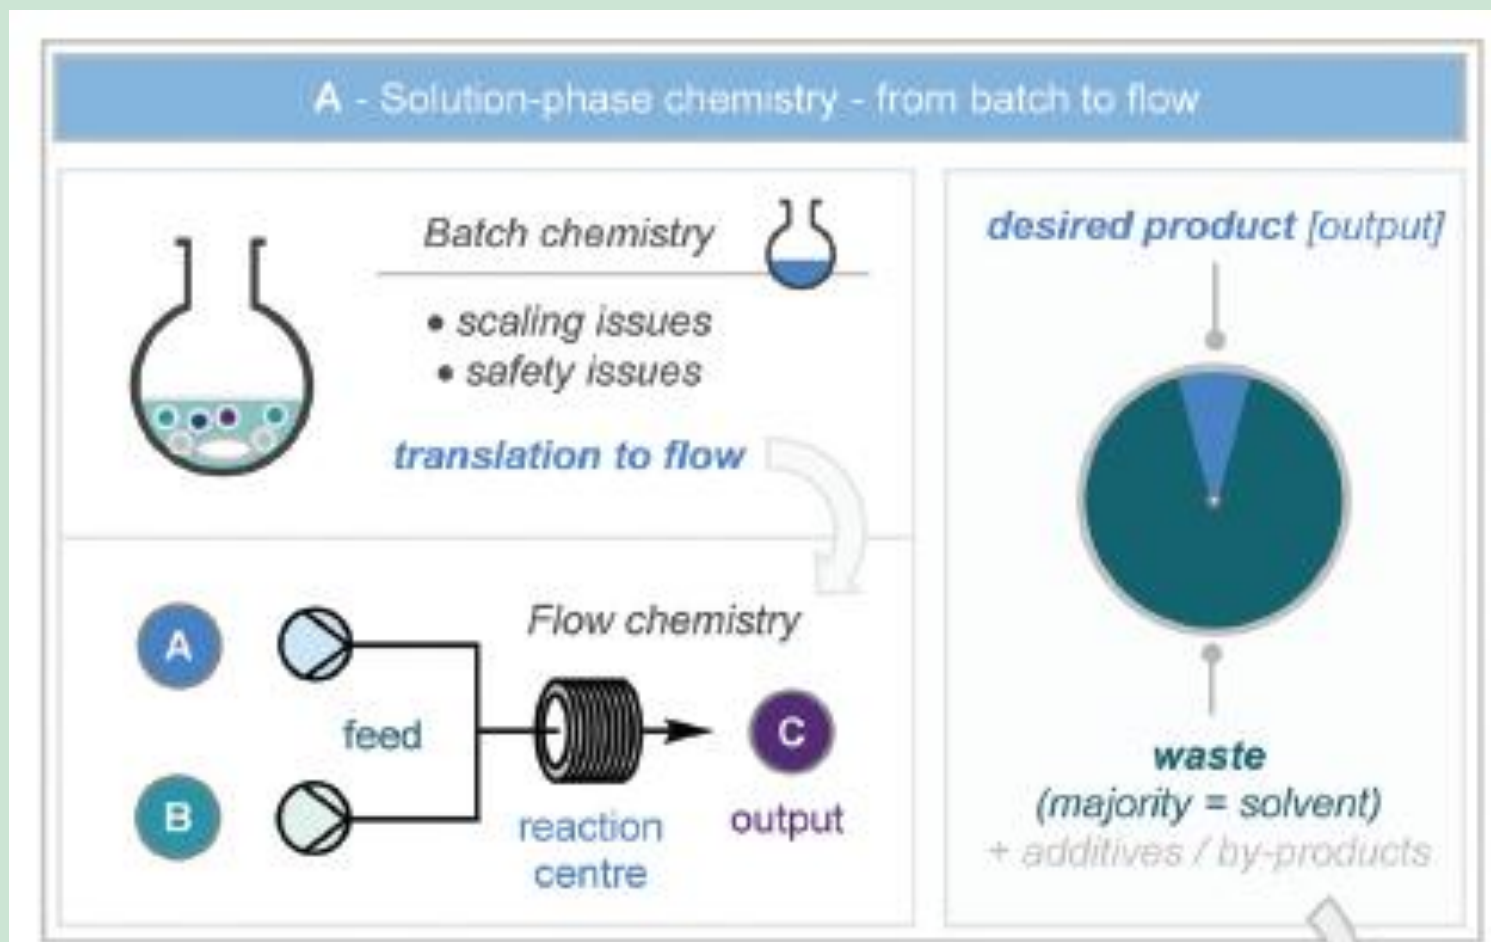 A - Solution-phase chemistry - from batch to flow
Batch chemistry
• scaling issues
• safety issues
translation to flow
Flow chemistry
A
feed
B
reaction
centre
C
output
desired product [output]
waste
(majority = solvent)
+ additives / by-products